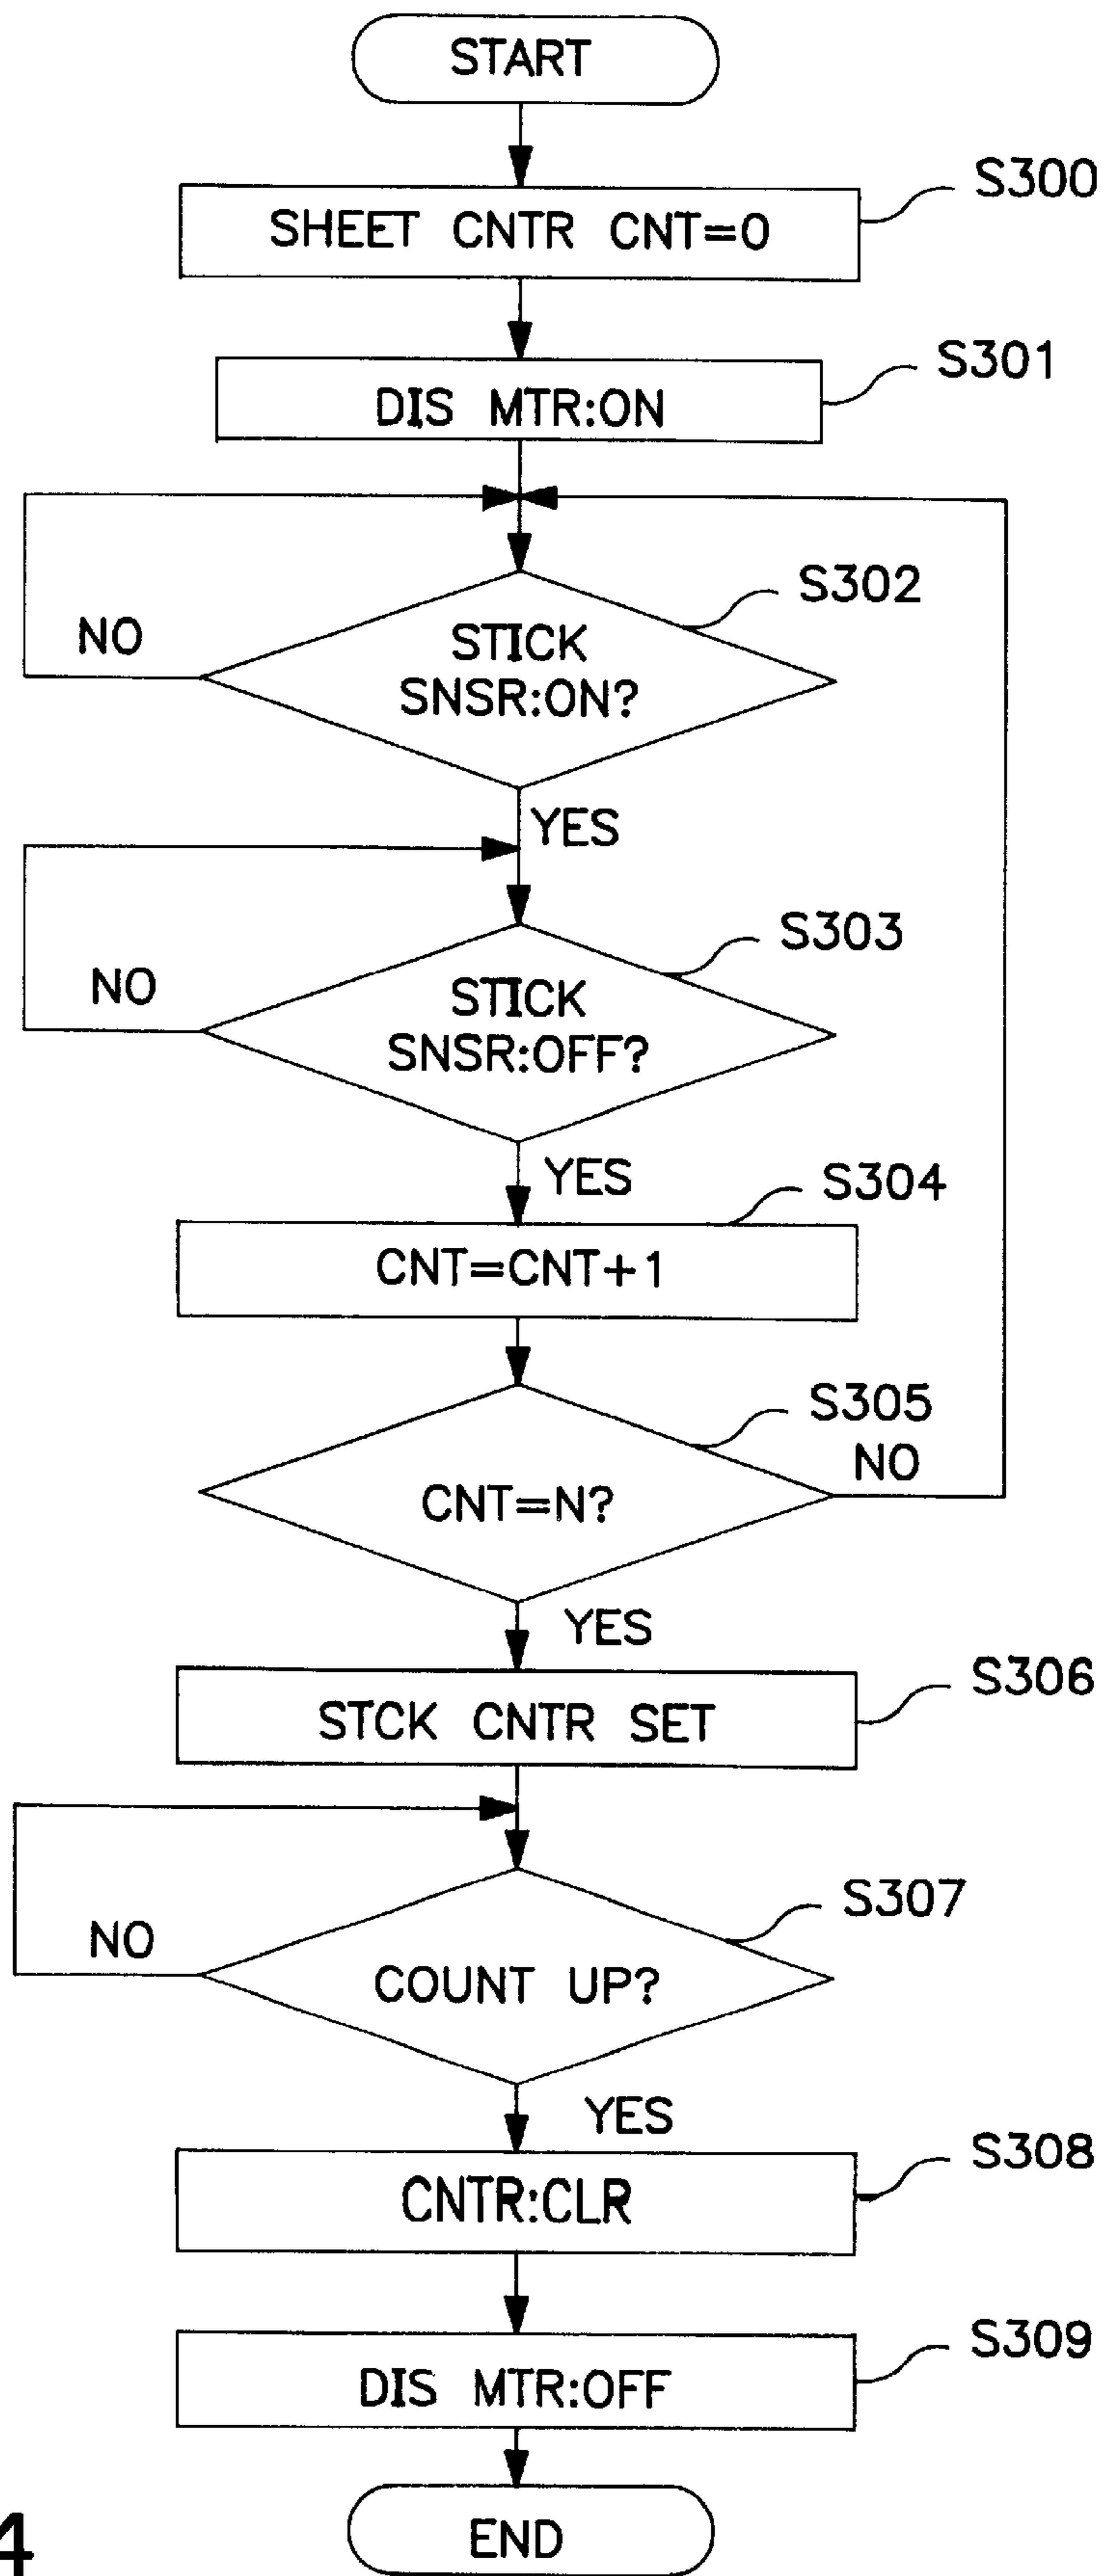 START
S300
SHEET CNTR CNT=0
S301
DIS MTR:ON
S302
NO
STICK
SNSR:ON?
YES
S303
NO
STICK
SNSR:OFF?
YES
S304
CNT=CNT+1
S305
NO
CNT=N?
YES
S306
STCK CNTR SET
S307
NO
COUNT UP?
YES
S308
CNTR:CLR
S309
DIS MTR:OFF
END
4